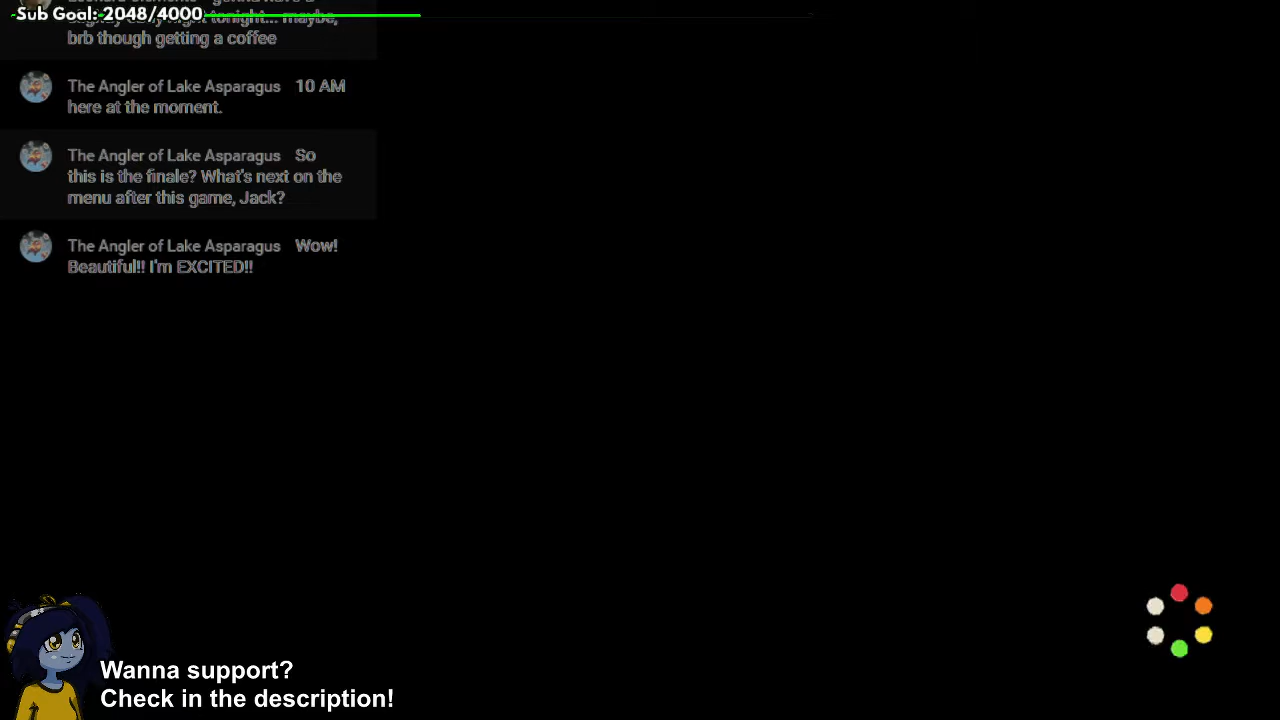 Sub Goal: 2048/4000
brb though getting a coffee
The Angler of Lake Asparagus 10 AM
here at the moment.
The Angler of Lake Asparagus So
this is the finale? What's next on the
menu after this game, Jack?
The Angler of Lake Asparagus Wow!
Beautiful!! I'm EXCITED!!
Wanna support?
Check in the description!